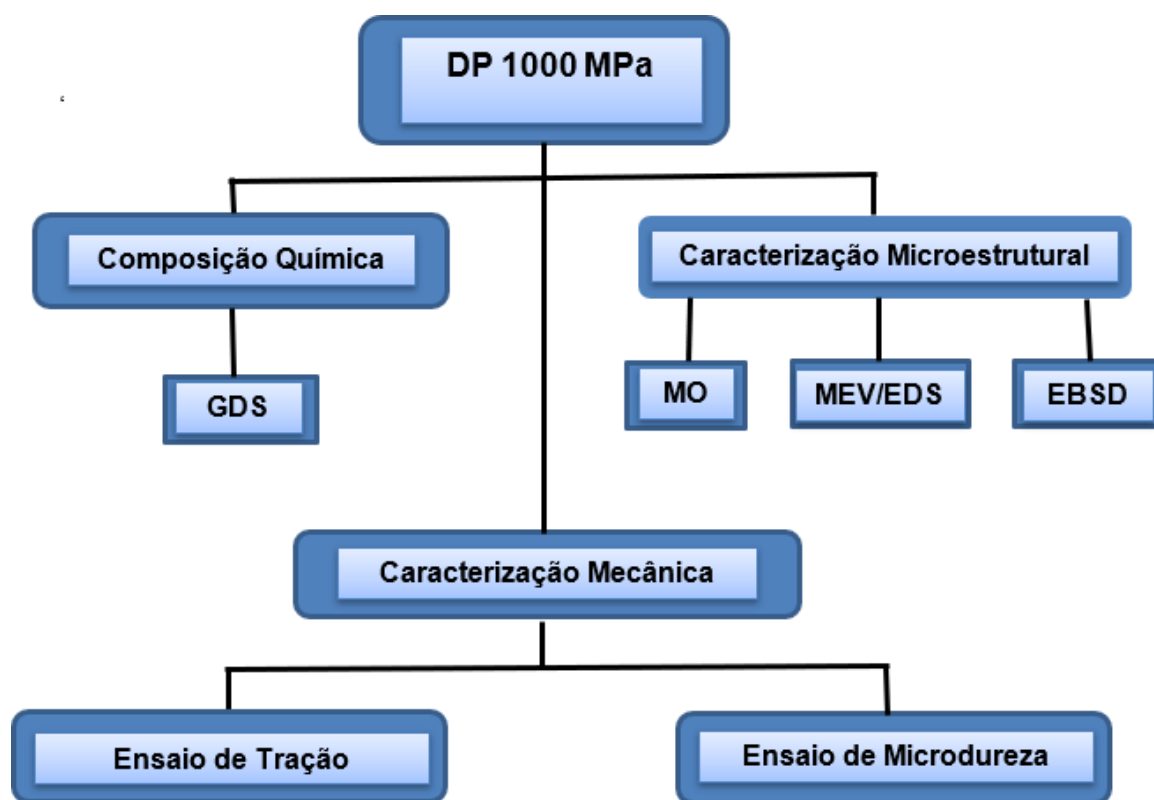 DP 1000 MPa
Composição Química
Caracterização Microestrutural
GDS
MO
MEV/EDS
EBSD
Caracterização Mecânica
Ensaio de Tração
Ensaio de Microdureza